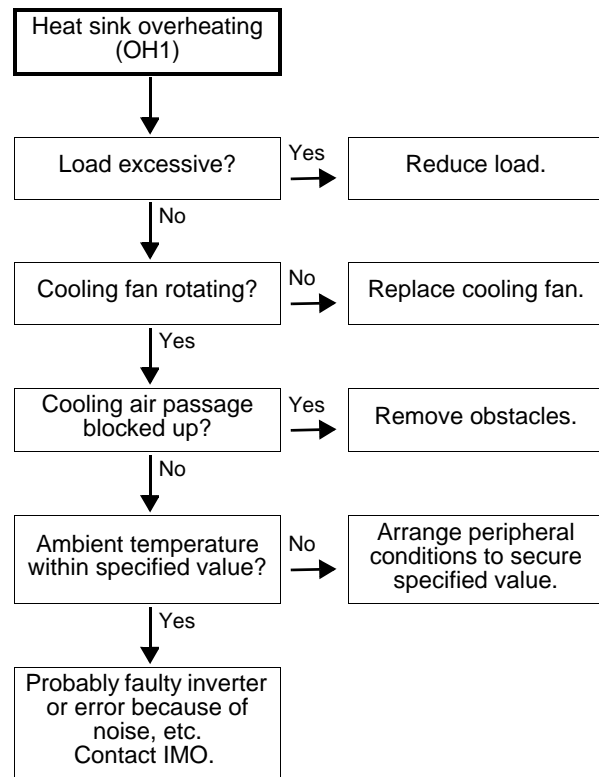 Heat sink overheating
(OH1)
Load excessive?
Yes
Reduce load.
No
Cooling fan rotating?
No
Replace cooling fan.
Yes
Cooling air passage
blocked up?
Yes
Remove obstacles.
No
Ambient temperature
within specified value?
No
Arrange peripheral
conditions to secure
specified value.
Yes
Probably faulty inverter
or error because of
noise, etc.
Contact IMO.